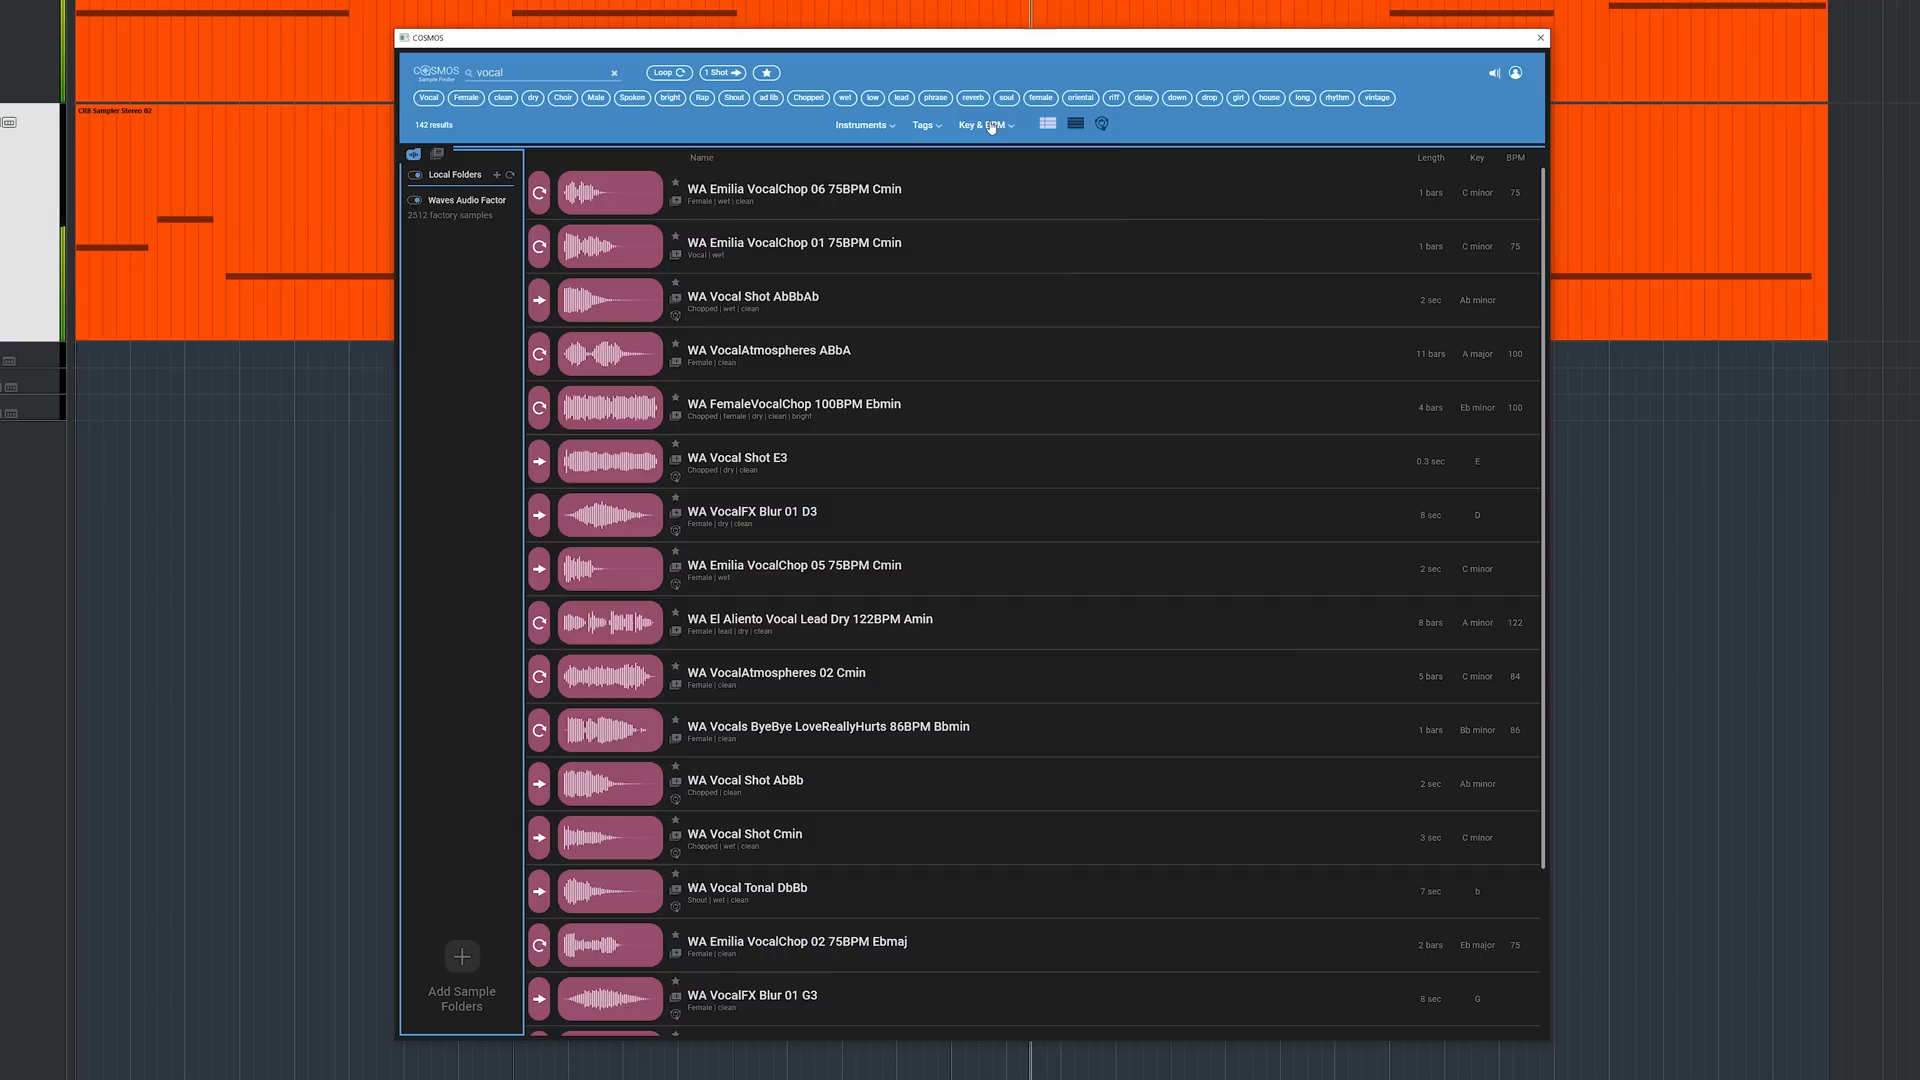 COSMOS
CRB Sampler Stereo 02
COSMOS
Sample Finder
vocal
Loop
1 Shot
Vocal Female clean dry Choir Male Spoken bright Rap Shout ad lib Chopped wet low lead phrase reverb soul female oriental riff delay down drop girl house long rhythm vintage
142 results
Instruments
Tags
Key & BPM
Local Folders
Waves Audio Factor
2512 factory samples
Add Sample
Folders
Name Length Key BPM
WA Emilia VocalChop 06 75BPM Cmin 1 bars C minor 75
Female | wet | clean
WA Emilia VocalChop 01 75BPM Cmin 1 bars C minor 75
Vocal | wet
WA Vocal Shot AbBbAb 2 sec Ab minor
Chopped | wet | clean
WA VocalAtmospheres ABbA 11 bars A major 100
Female | clean
WA FemaleVocalChop 100BPM Ebmin 4 bars Eb minor 100
Chopped | female | dry | clean | bright
WA Vocal Shot E3 0.3 sec E
Chopped | dry | clean
WA VocalFX Blur 01 D3 8 sec D
Female | dry | clean
WA Emilia VocalChop 05 75BPM Cmin 2 sec C minor
Female | wet
WA El Aliento Vocal Lead Dry 122BPM Amin 8 bars A minor 122
Female | lead | dry | clean
WA VocalAtmospheres 02 Cmin 5 bars C minor 84
Female | clean
WA Vocals ByeBye LoveReallyHurts 86BPM Bbmin 1 bars Bb minor 86
Female | clean
WA Vocal Shot AbBb 2 sec Ab minor
Chopped | clean
WA Vocal Shot Cmin 3 sec C minor
Chopped | wet | clean
WA Vocal Tonal DbBb 7 sec b
Shout | wet | clean
WA Emilia VocalChop 02 75BPM Ebmaj 2 bars Eb major 75
Female | clean
WA VocalFX Blur 01 G3 8 sec G
Female | clean